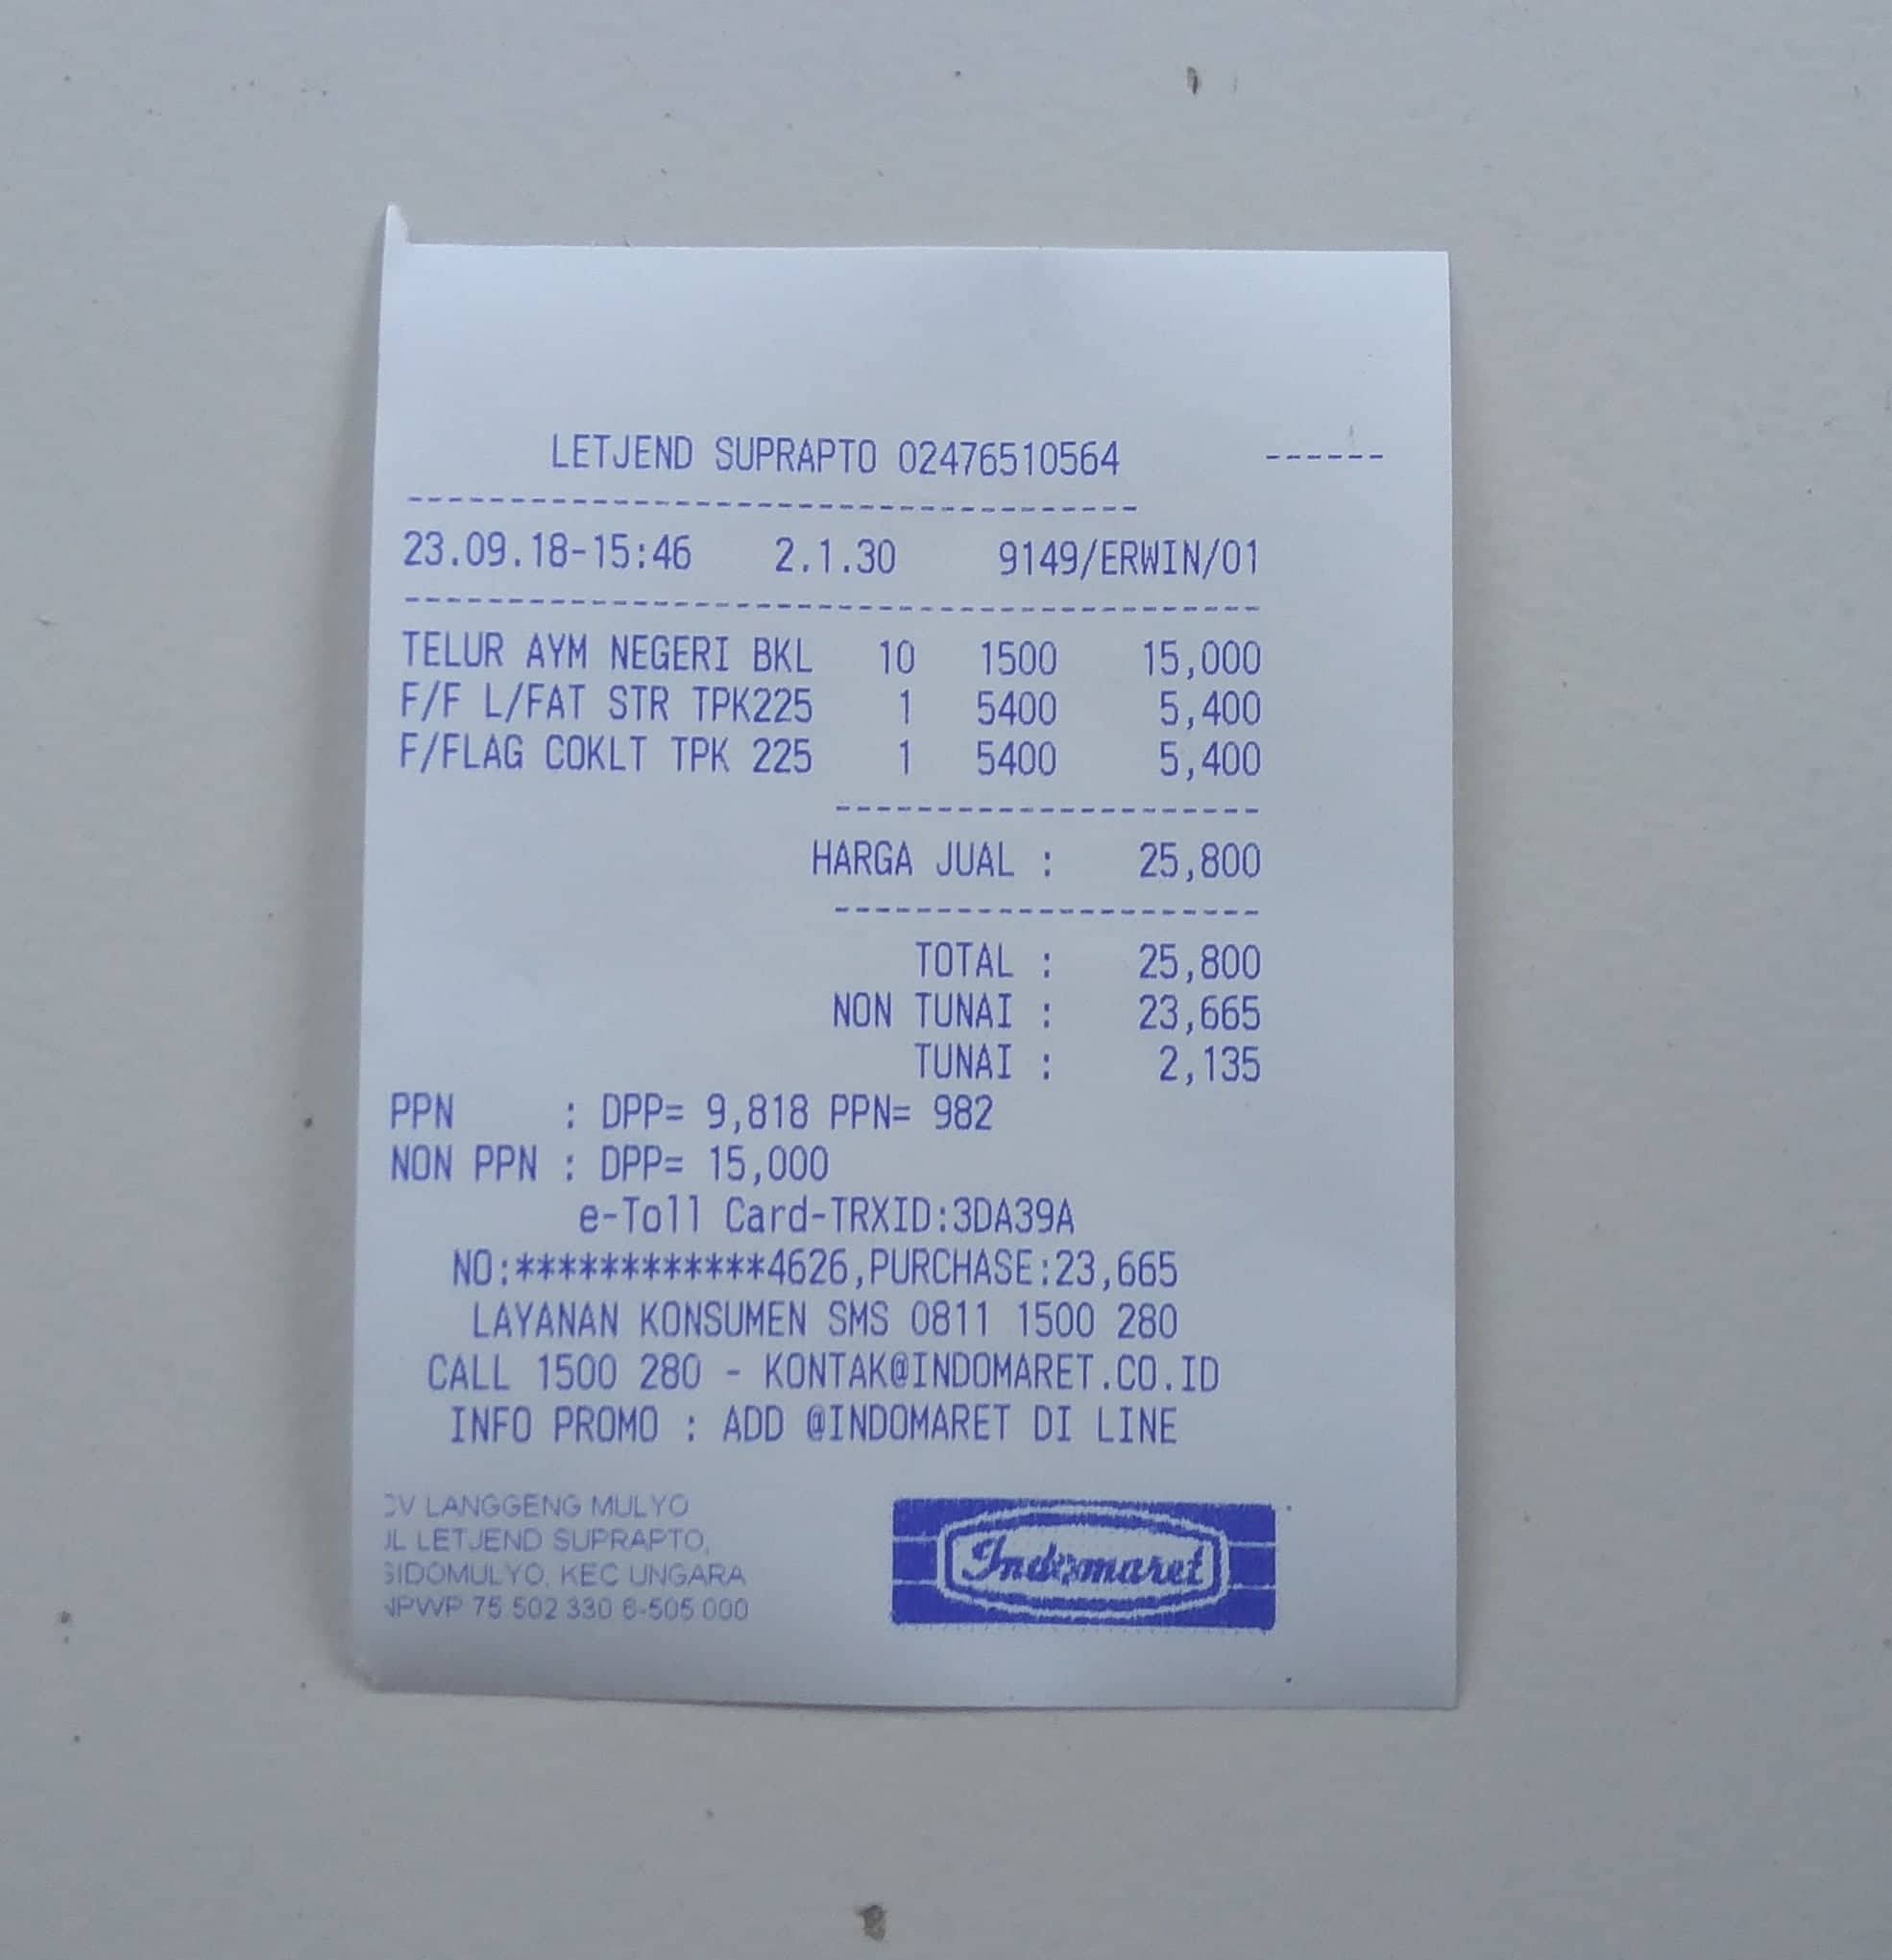 LETJEND SUPRAPTO 02476510564 ------
------------------------------------
23.09.18-15:46 2.1.30 9149/ERWIN/01
------------------------------------------
TELUR AYM NEGERI BKL 10 1500 15,000
F/F L/FAT STR TPK225 1 5400 5,400
F/FLAG COKLT TPK 225 1 5400 5,400
---------------------
HARGA JUAL : 25,800
---------------------
TOTAL : 25,800
NON TUNAI : 23,665
TUNAI : 2,135
PPN : DPP= 9,818 PPN= 982
NON PPN : DPP= 15,000
e-Toll Card-TRXID:3DA39A
NO:************4626,PURCHASE:23,665
LAYANAN KONSUMEN SMS 0811 1500 280
CALL 1500 280 - KONTAK@INDOMARET.CO.ID
INFO PROMO : ADD @INDOMARET DI LINE
CV LANGGENG MULYO
JL LETJEND SUPRAPTO,
SIDOMULYO, KEC UNGARA
NPWP 75 502 330 6-505 000
Indomaret